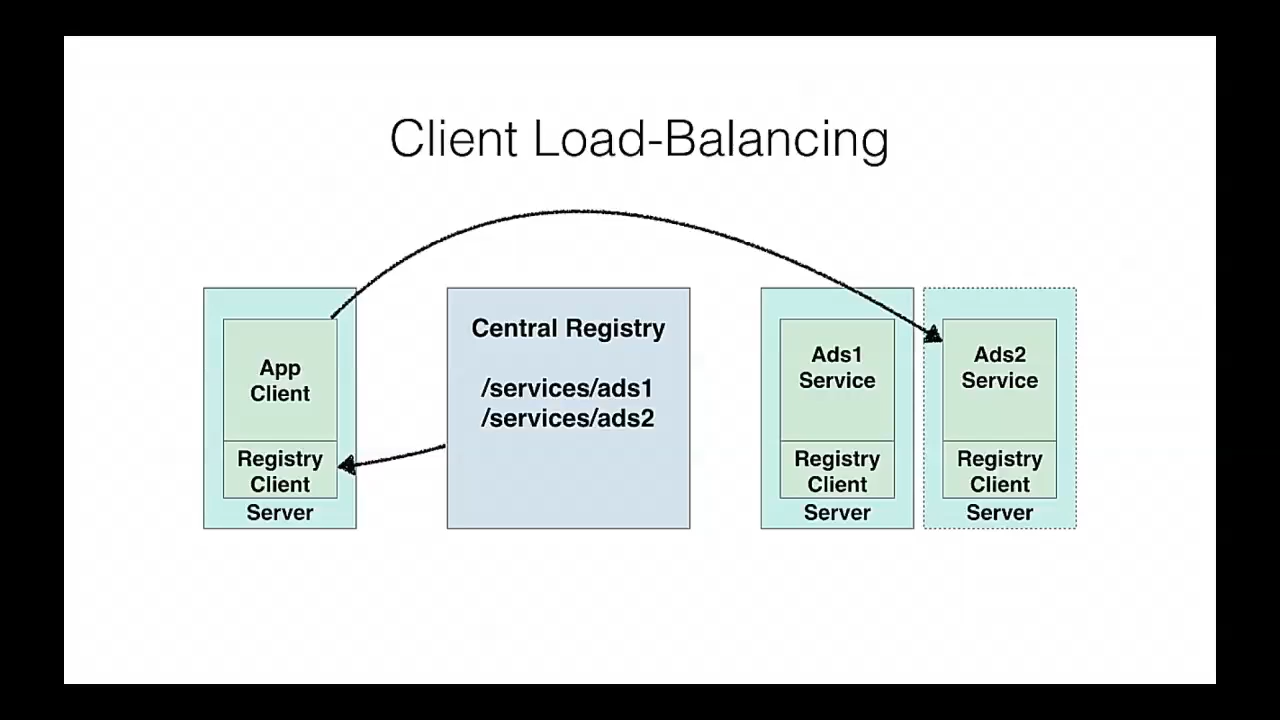 Client Load-Balancing
App
Client
Registry
Client
Server
Central Registry
/services/ads1
/services/ads2
Ads1
Service
Registry
Client
Server
Ads2
Service
Registry
Client
Server